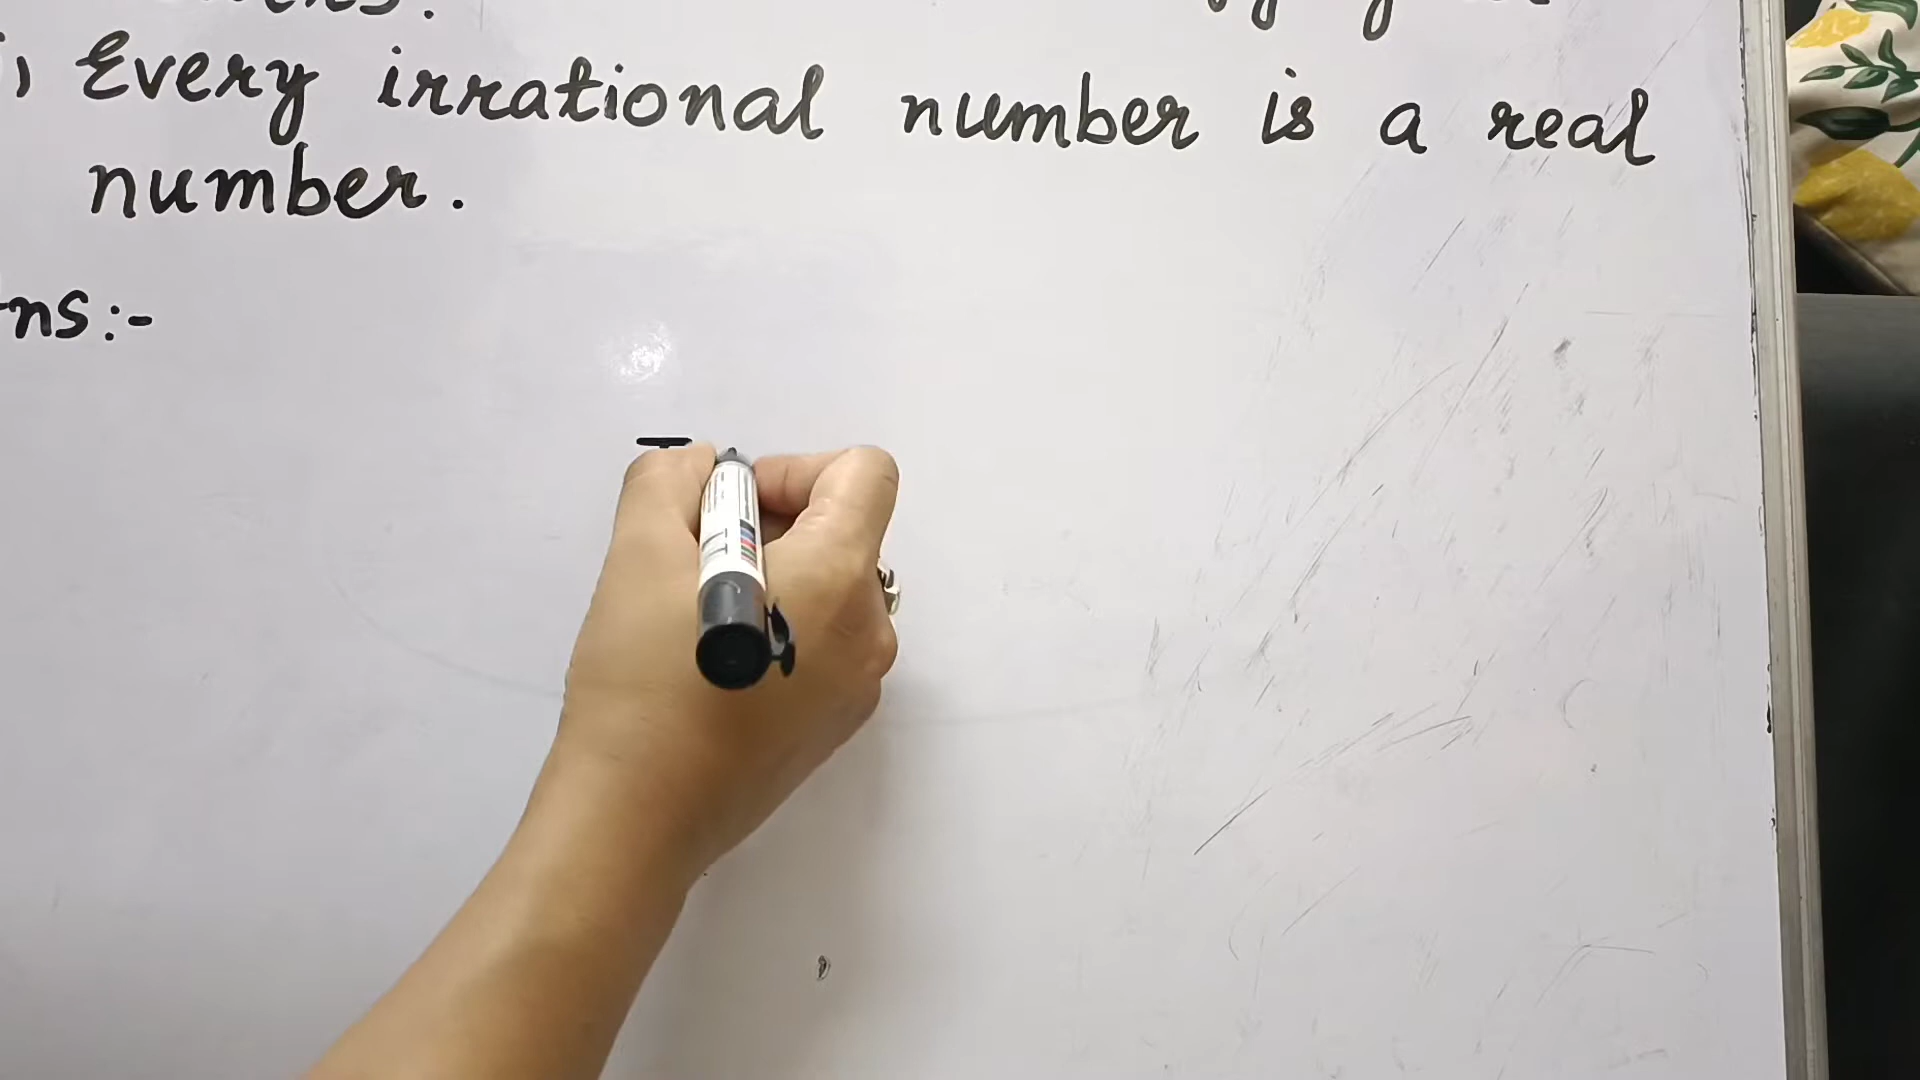 i) Every irrational number is a real
number.
ns:-